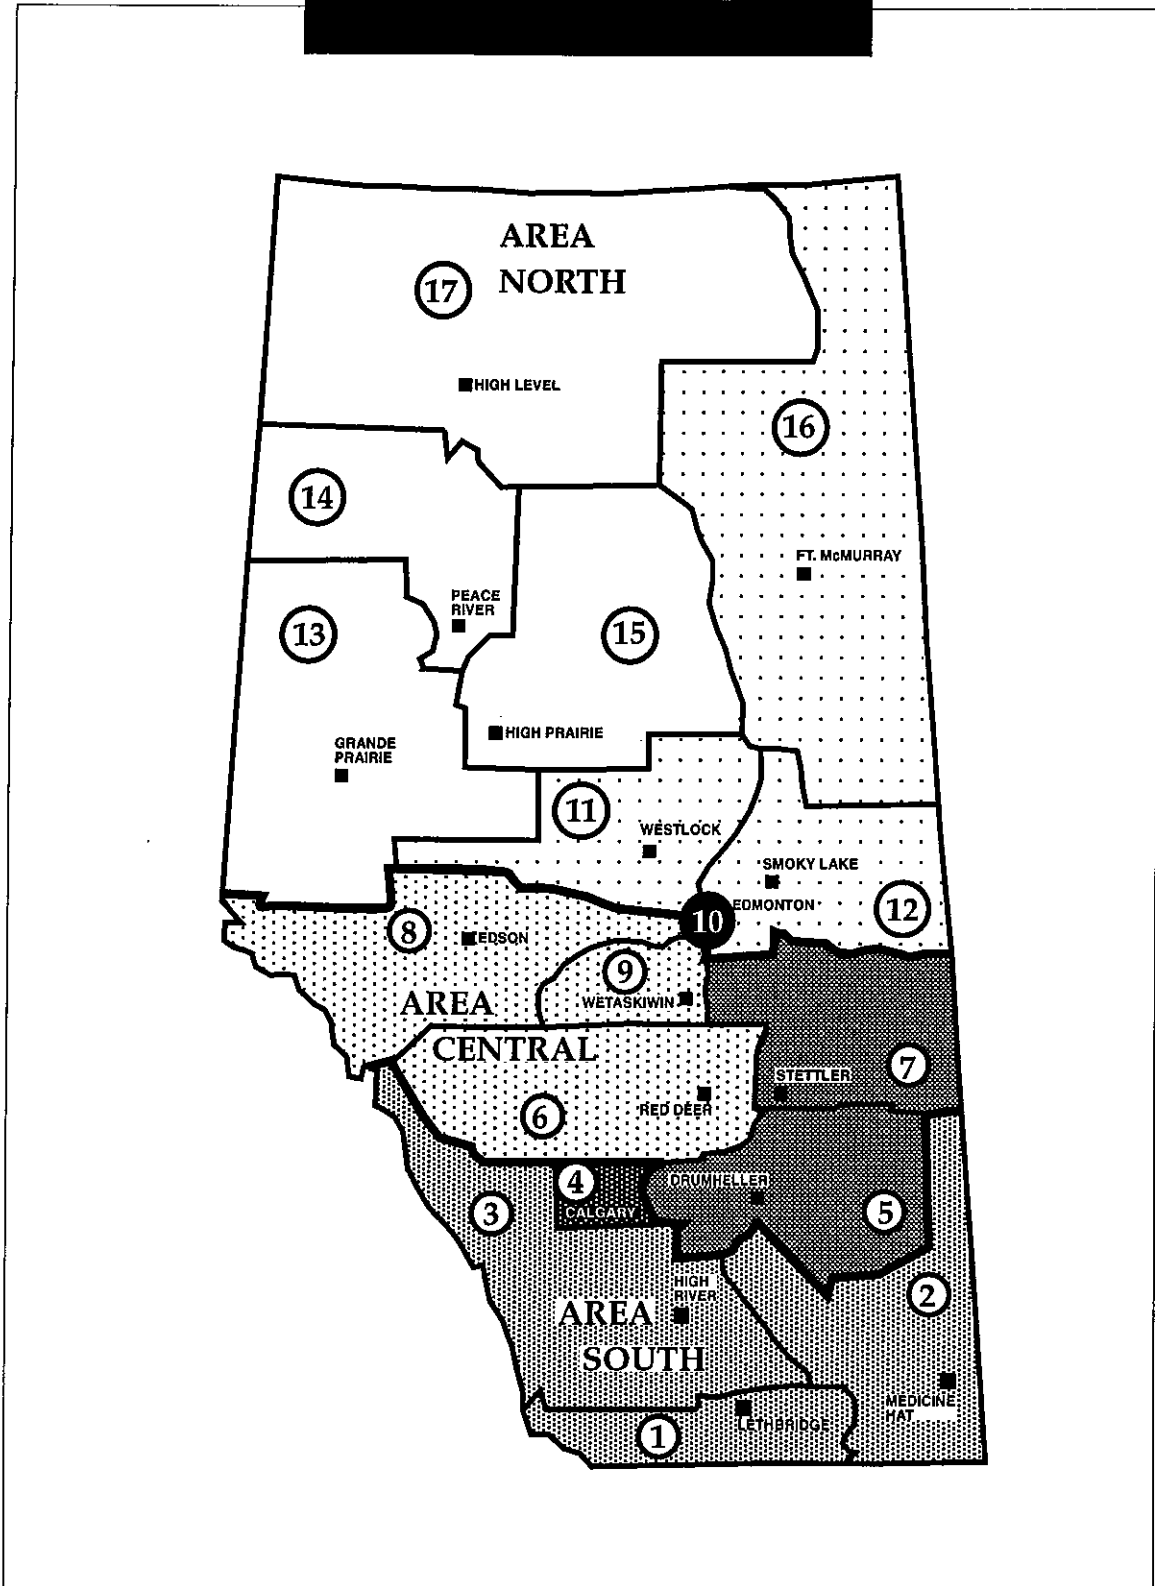 AREA
NORTH
17
HIGH LEVEL
16
14
FT. McMURRAY
PEACE
RIVER
13
15
HIGH PRAIRIE
GRANDE
PRAIRIE
11
WESTLOCK
SMOKY LAKE
EDMONTON
12
10
8
EDSON
9
WETASKIWIN
AREA
CENTRAL
7
STETTLER
6
RED DEER
4
DRUMHELLER
CALGARY
3
5
HIGH
RIVER
2
AREA
SOUTH
MEDICINE
HAT
LETHBRIDGE
1